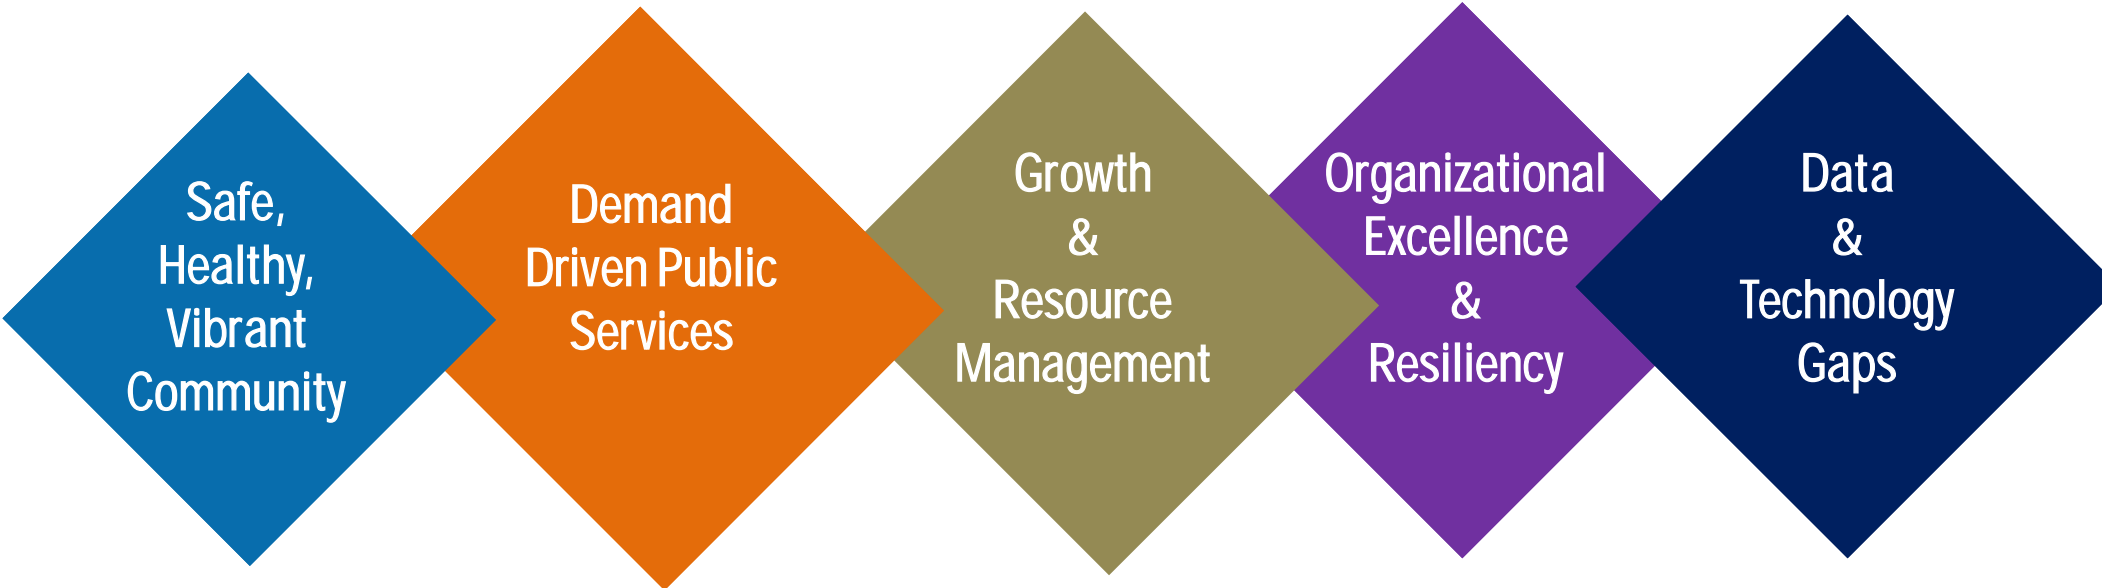 Safe,
Healthy,
Vibrant
Community
Demand
Driven Public
Services
Growth
&
Resource
Management
Organizational
Excellence
&
Resiliency
Data
&
Technology
Gaps